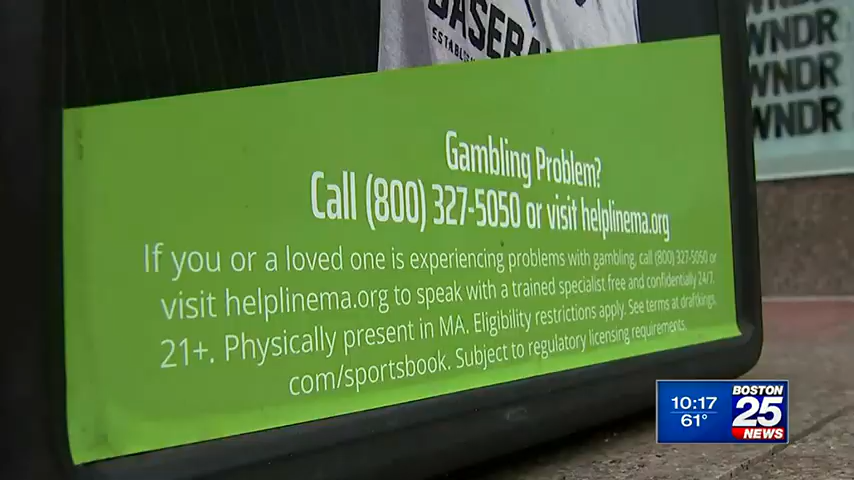 BASEBA
ESTABLIS
WNDR
WNDR
WNDR
WNDR
Gambling Problem?
Call (800) 327-5050 or visit helplinema.org
If you or a loved one is experiencing problems with gambling, call (800) 327-5050 or
visit helplinema.org to speak with a trained specialist free and confidentially 24/7.
21+. Physically present in MA. Eligibility restrictions apply. See terms at draftkings.
com/sportsbook. Subject to regulatory licensing requirements.
10:17
61°
BOSTON
25
NEWS